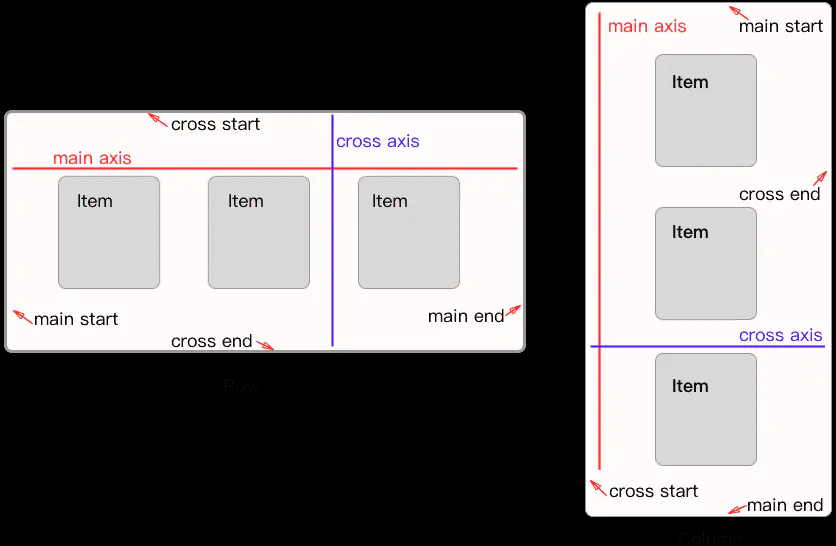 cross start
cross axis
main axis
Item
Item
Item
main start
main end
cross end
Row
main axis
main start
Item
cross end
Item
cross axis
Item
cross start
main end
Column